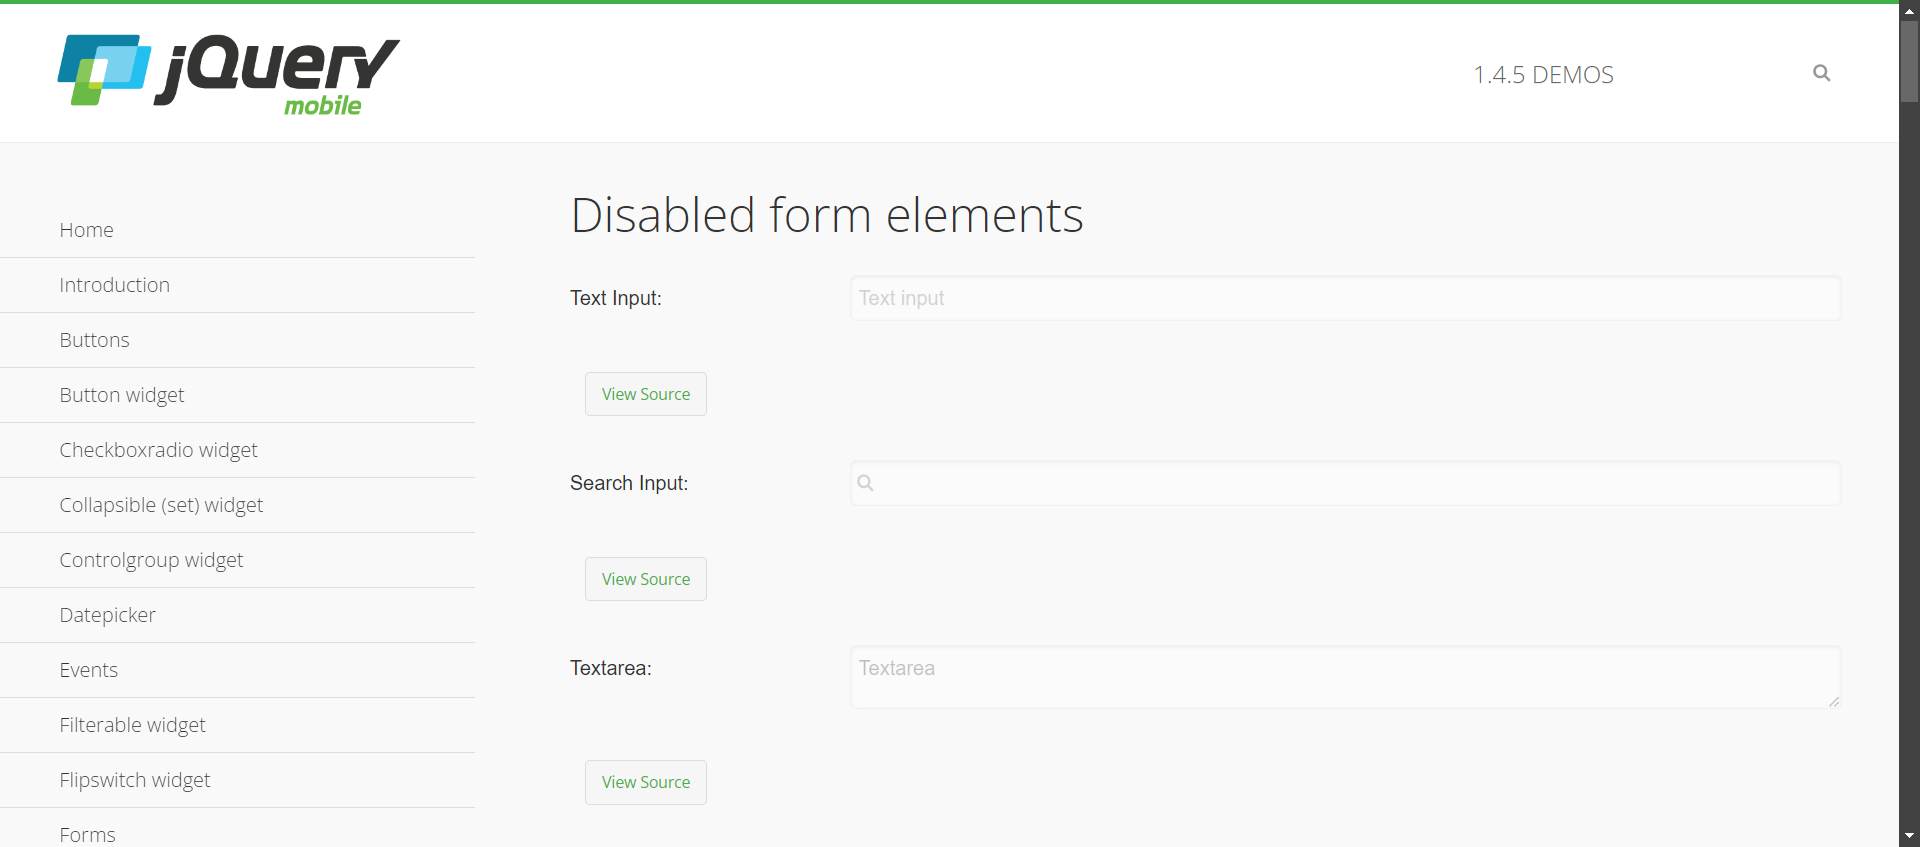 jQuery
mobile
1.4.5 DEMOS
Home
Introduction
Buttons
Button widget
Checkboxradio widget
Collapsible (set) widget
Controlgroup widget
Datepicker
Events
Filterable widget
Flipswitch widget
Forms
Disabled form elements
Text Input:
Text input
View Source
Search Input:
View Source
Textarea:
Textarea
View Source